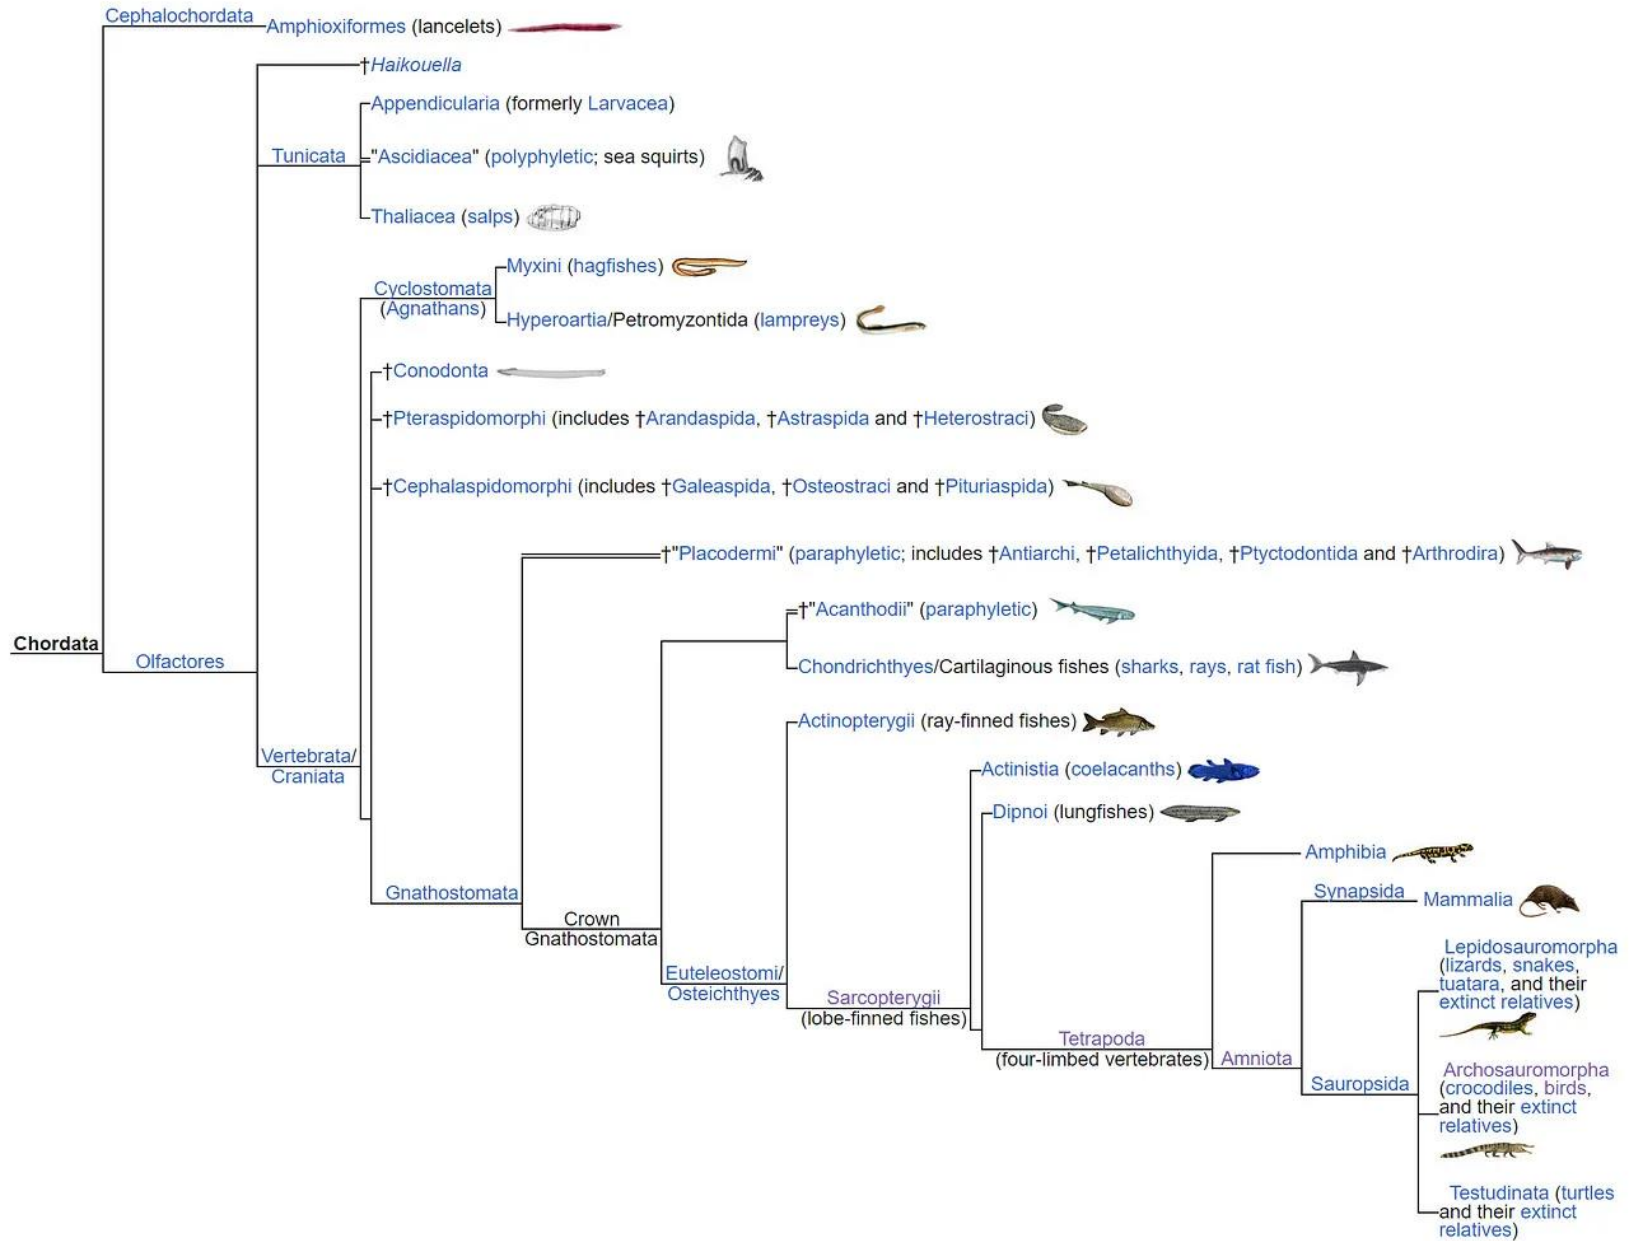 Cephalochordata
Amphioxiformes (lancelets)
†Haikouella
Appendicularia (formerly Larvacea)
Tunicata
"Ascidiacea" (polyphyletic; sea squirts)
Thaliacea (salps)
Myxini (hagfishes)
Cyclostomata
(Agnathans)
Hyperoartia/Petromyzontida (lampreys)
†Conodonta
†Pteraspidomorphi (includes †Arandaspida, †Astraspida and †Heterostraci)
†Cephalaspidomorphi (includes †Galeaspida, †Osteostraci and †Pituriaspida)
†"Placodermi" (paraphyletic; includes †Antiarchi, †Petalichthyida, †Ptyctodontida and †Arthrodira)
†"Acanthodii" (paraphyletic)
Chordata
Olfactores
Chondrichthyes/Cartilaginous fishes (sharks, rays, rat fish)
Actinopterygii (ray-finned fishes)
Vertebrata/
Craniata
Actinistia (coelacanths)
Dipnoi (lungfishes)
Amphibia
Gnathostomata
Synapsida
Mammalia
Crown
Gnathostomata
Lepidosauromorpha
(lizards, snakes,
tuatara, and their
extinct relatives)
Euteleostomi/
Osteichthyes
Sarcopterygii
(lobe-finned fishes)
Tetrapoda
(four-limbed vertebrates)
Amniota
Sauropsida
Archosauromorpha
(crocodiles, birds,
and their extinct
relatives)
Testudinata (turtles
and their extinct
relatives)